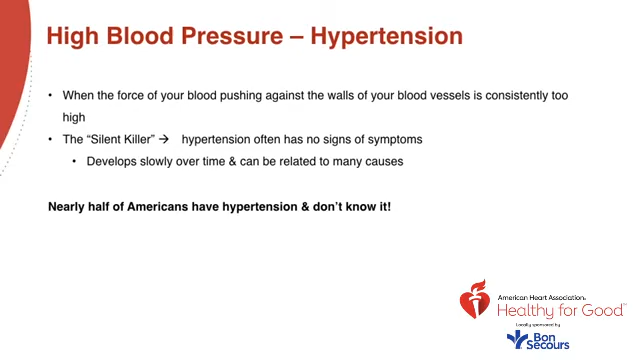 High Blood Pressure – Hypertension
• When the force of your blood pushing against the walls of your blood vessels is consistently too
high
• The “Silent Killer” → hypertension often has no signs of symptoms
• Develops slowly over time & can be related to many causes
Nearly half of Americans have hypertension & don’t know it!
American Heart Association®
Healthy for Good™
Locally sponsored by
Bon
Secours